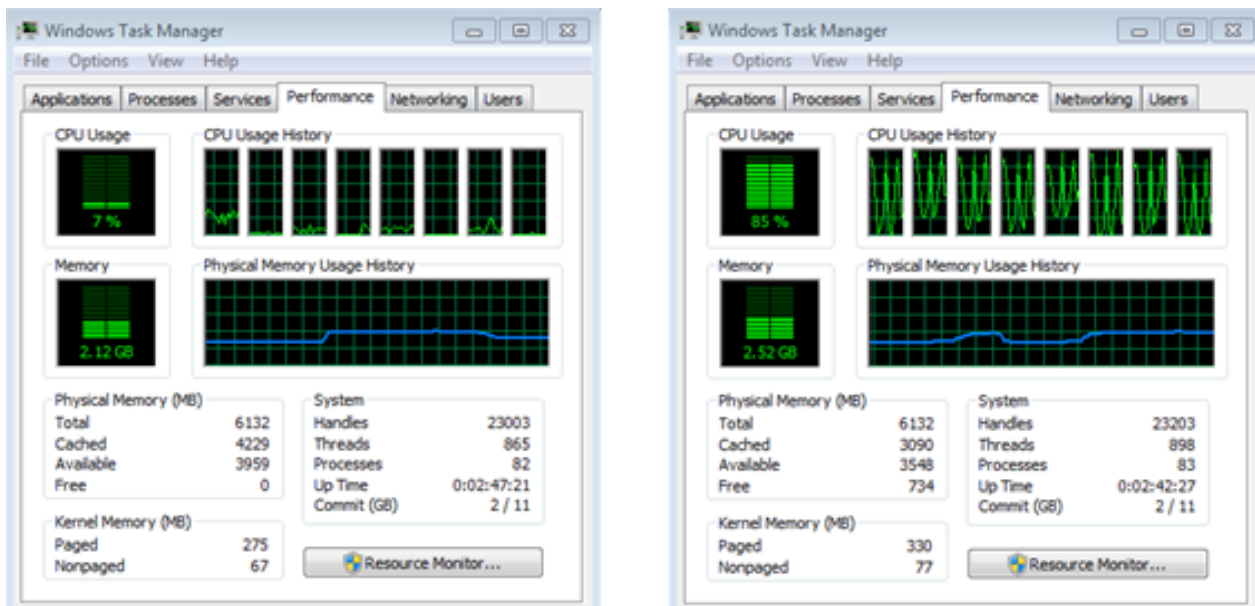 Windows Task Manager
File Options View Help
Applications Processes Services Performance Networking Users
CPU Usage
CPU Usage History
7 %
Memory
Physical Memory Usage History
2.12 GB
Physical Memory (MB)
Total 6132
Cached 4229
Available 3959
Free 0
System
Handles 23003
Threads 865
Processes 82
Up Time 0:02:47:21
Commit (GB) 2 / 11
Kernel Memory (MB)
Paged 275
Nonpaged 67
Resource Monitor...
Windows Task Manager
File Options View Help
Applications Processes Services Performance Networking Users
CPU Usage
CPU Usage History
85 %
Memory
Physical Memory Usage History
2.52 GB
Physical Memory (MB)
Total 6132
Cached 3090
Available 3548
Free 734
System
Handles 23203
Threads 898
Processes 83
Up Time 0:02:42:27
Commit (GB) 2 / 11
Kernel Memory (MB)
Paged 330
Nonpaged 77
Resource Monitor...